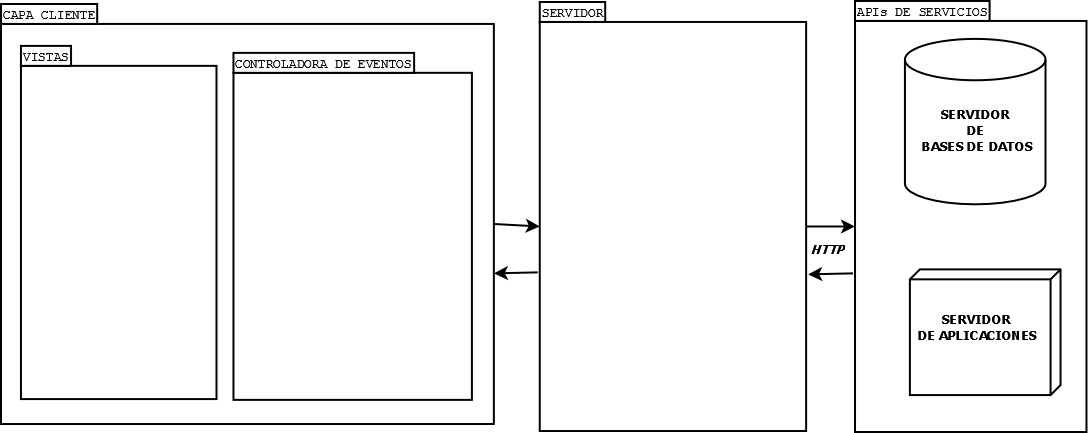 CAPA CLIENTE
VISTAS
CONTROLADORA DE EVENTOS
SERVIDOR
HTTP
APIs DE SERVICIOS
SERVIDOR
DE
BASES DE DATOS
SERVIDOR
DE APLICACIONES